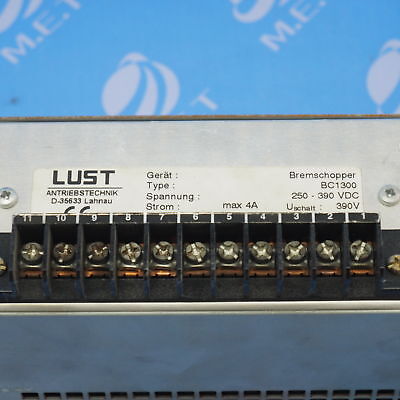 M.E.T
LUST
ANTRIEBSTECHNIK
D-35633 Lahnau
CE
Gerät : Bremschopper
Type : BC1300
Spannung : 250 - 390 VDC
Strom : max 4A Uschalt : 390V
11 10 9 8 7 6 5 4 3 2 1